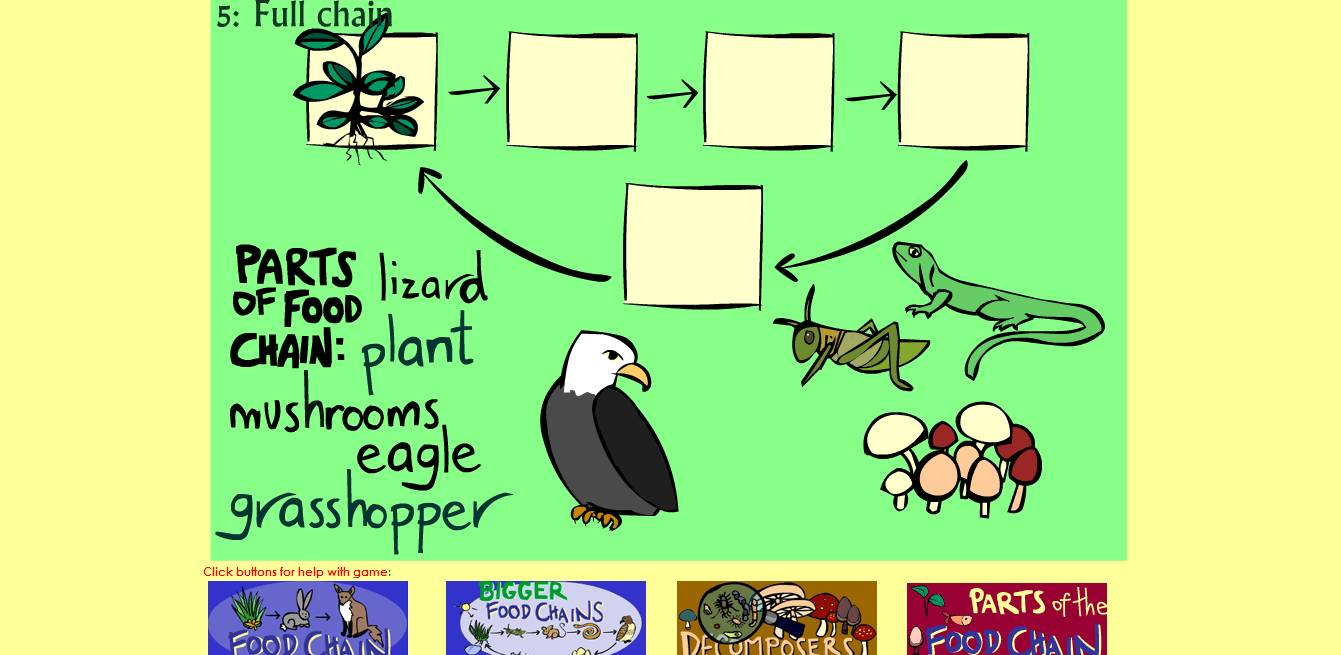 5: Full chain
PARTS
OF FOOD
CHAIN:
lizard
plant
mushrooms
eagle
grasshopper
Click buttons for help with game:
FOOD CHAIN
BIGGER
FOOD CHAINS
DECOMPOSERS
PARTS of the
FOOD CHAIN